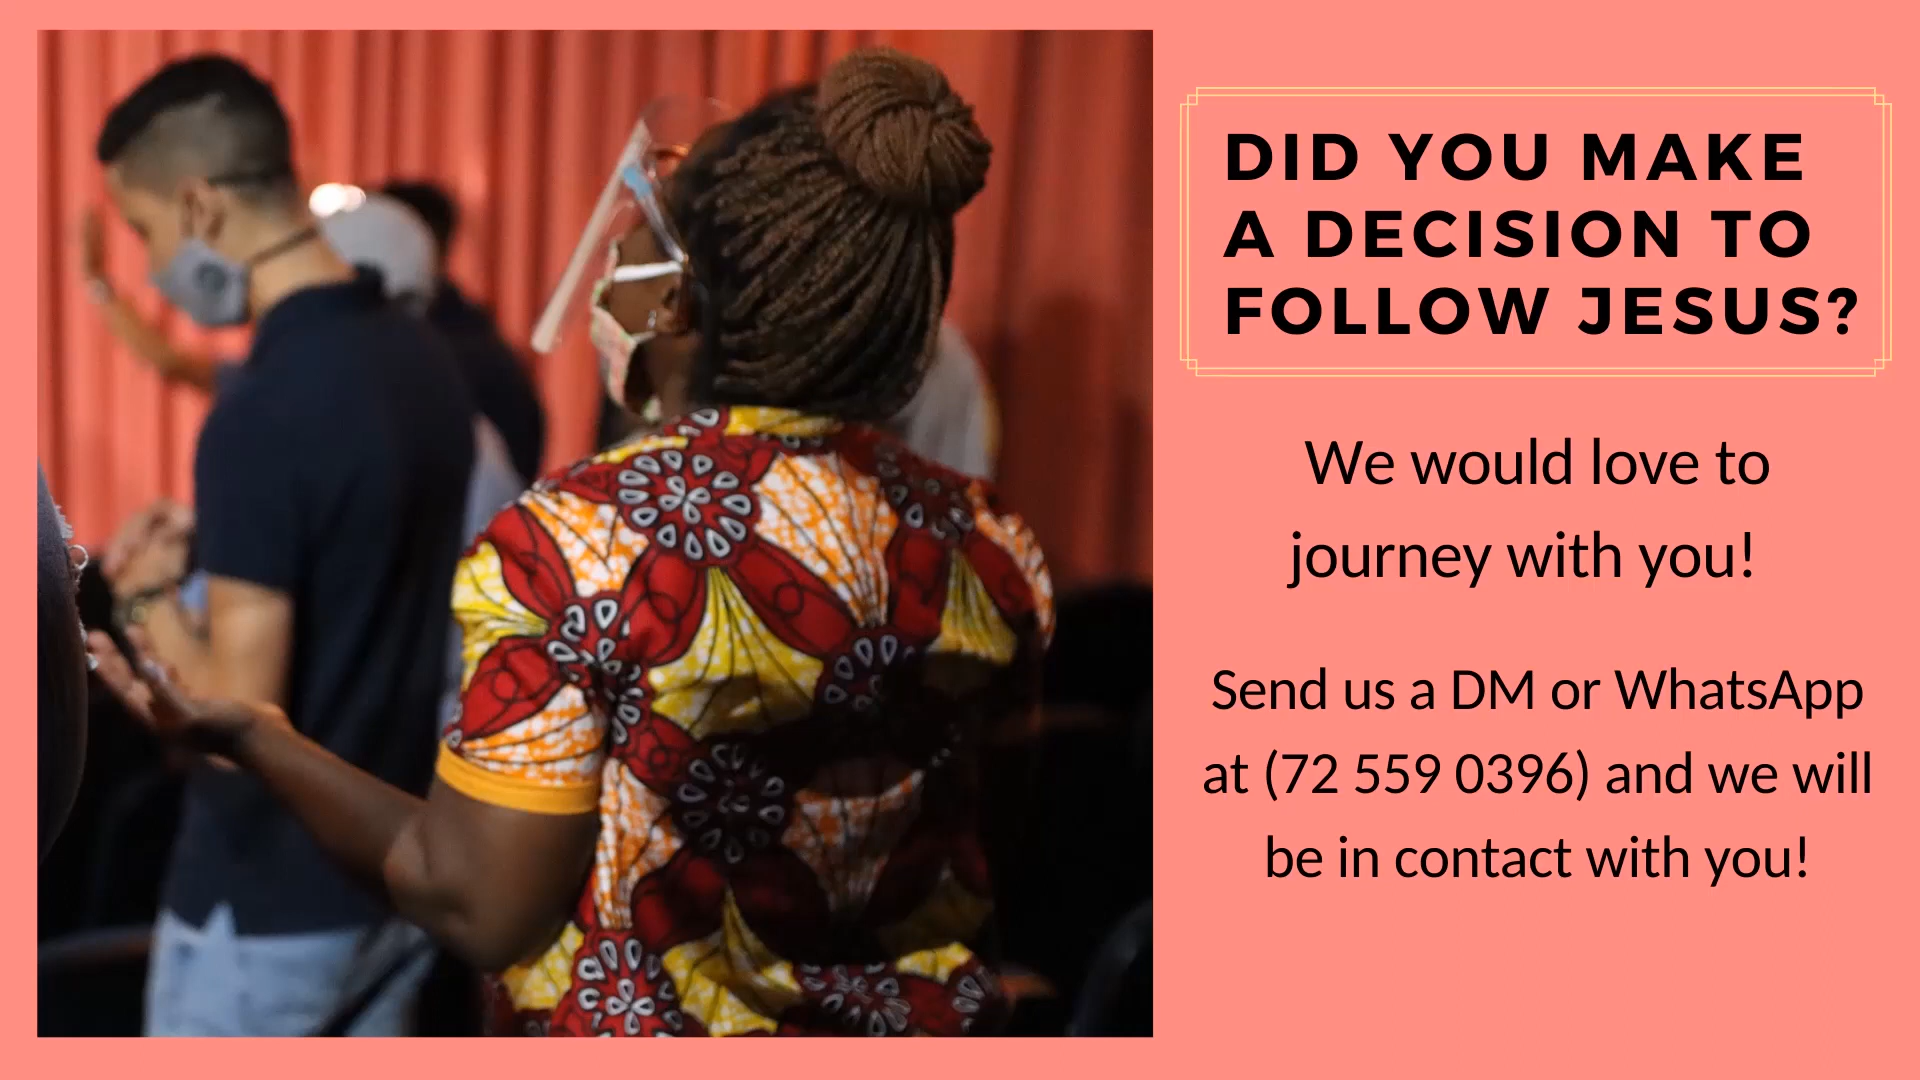 DID YOU MAKE
A DECISION TO
FOLLOW JESUS?
We would love to
journey with you!
Send us a DM or WhatsApp
at (72 559 0396) and we will
be in contact with you!